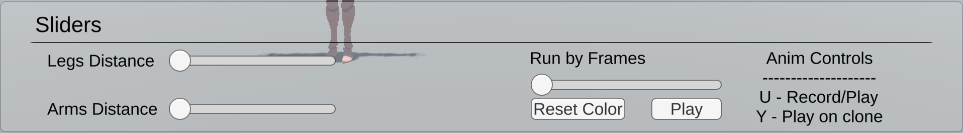 Sliders
Legs Distance
Arms Distance
Run by Frames
Reset Color
Play
Anim Controls
--------------------
U - Record/Play
Y - Play on clone